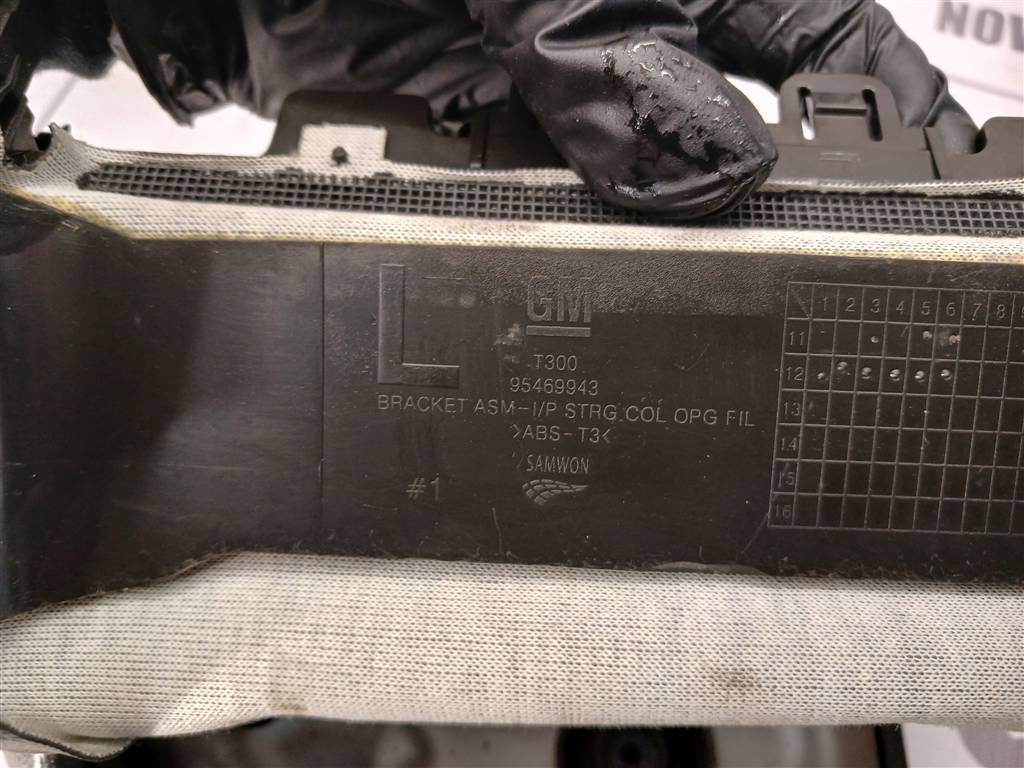 NOV
L
GM
T300
95469943
BRACKET ASM-I/P STRG COL OPG FIL
>ABS-T3<
SAMWON
#1
1 2 3 4 5 6 7 8
11
12
13
14
15
16